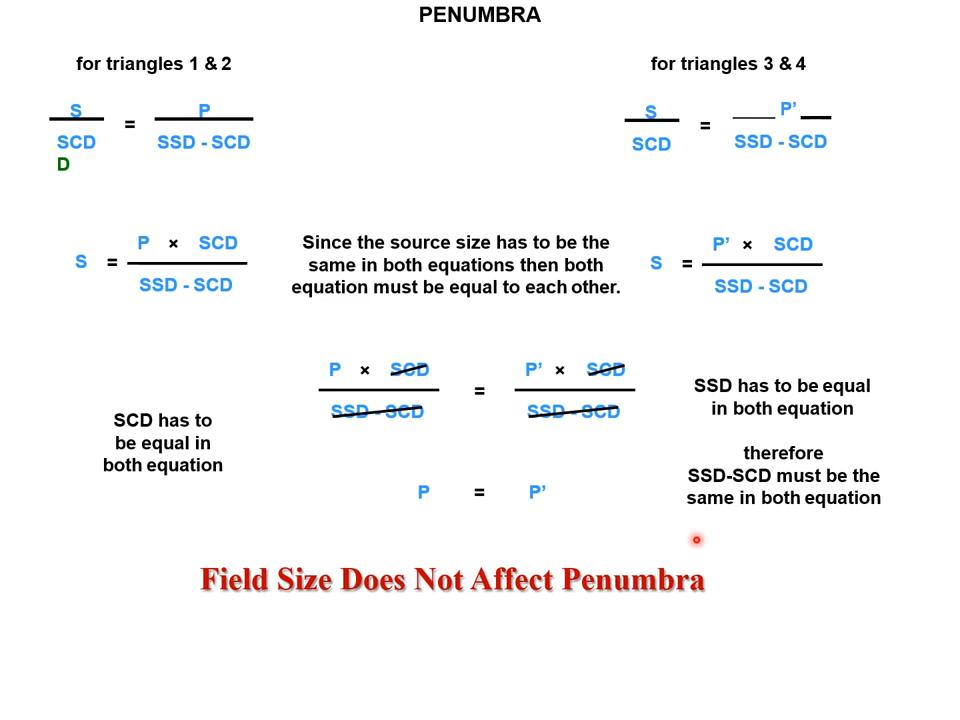 PENUMBRA
for triangles 1 & 2
for triangles 3 & 4
S = P
SCD SSD - SCD
D
S = P’
SCD SSD - SCD
S = P × SCD
SSD - SCD
Since the source size has to be the
same in both equations then both
equation must be equal to each other.
S = P’ × SCD
SSD - SCD
P × SCD = P’ × SCD
SSD - SCD SSD - SCD
SCD has to
be equal in
both equation
SSD has to be equal
in both equation
therefore
SSD-SCD must be the
same in both equation
P = P’
Field Size Does Not Affect Penumbra